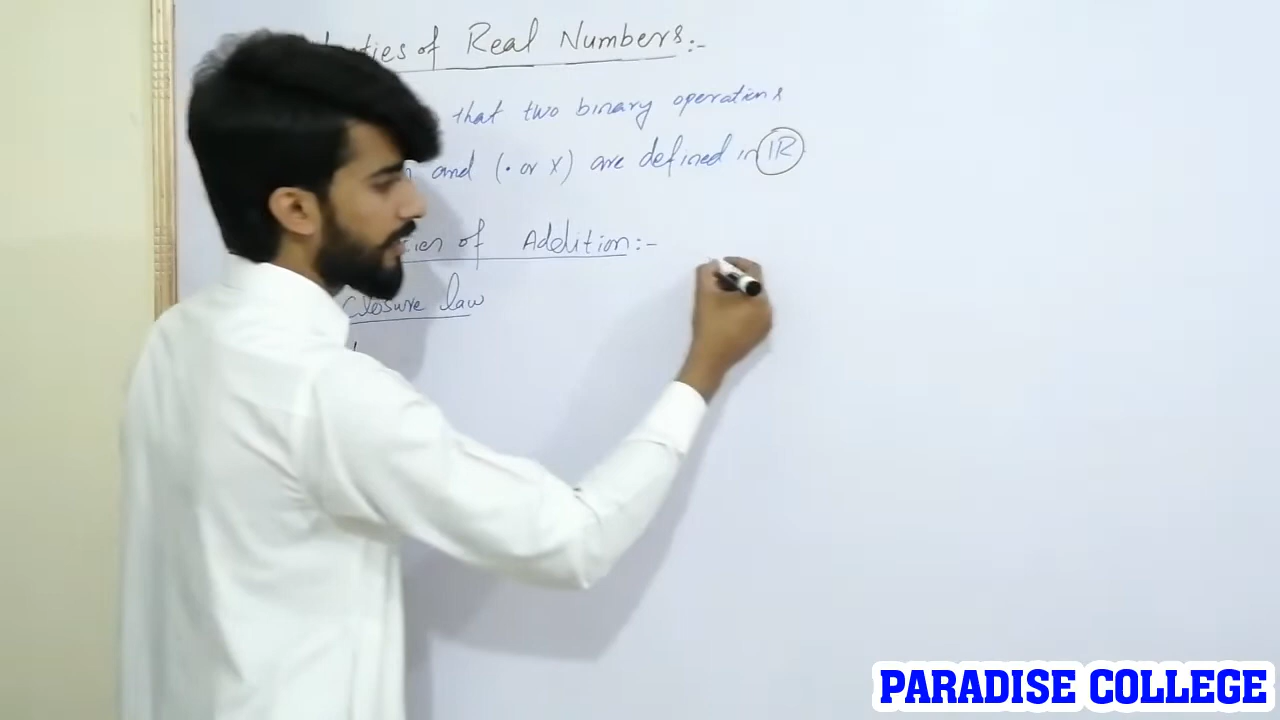 of Real Numbers:-
that two binary operations
and (· or x) are defined in IR
of Addition:-
Closure law
PARADISE COLLEGE